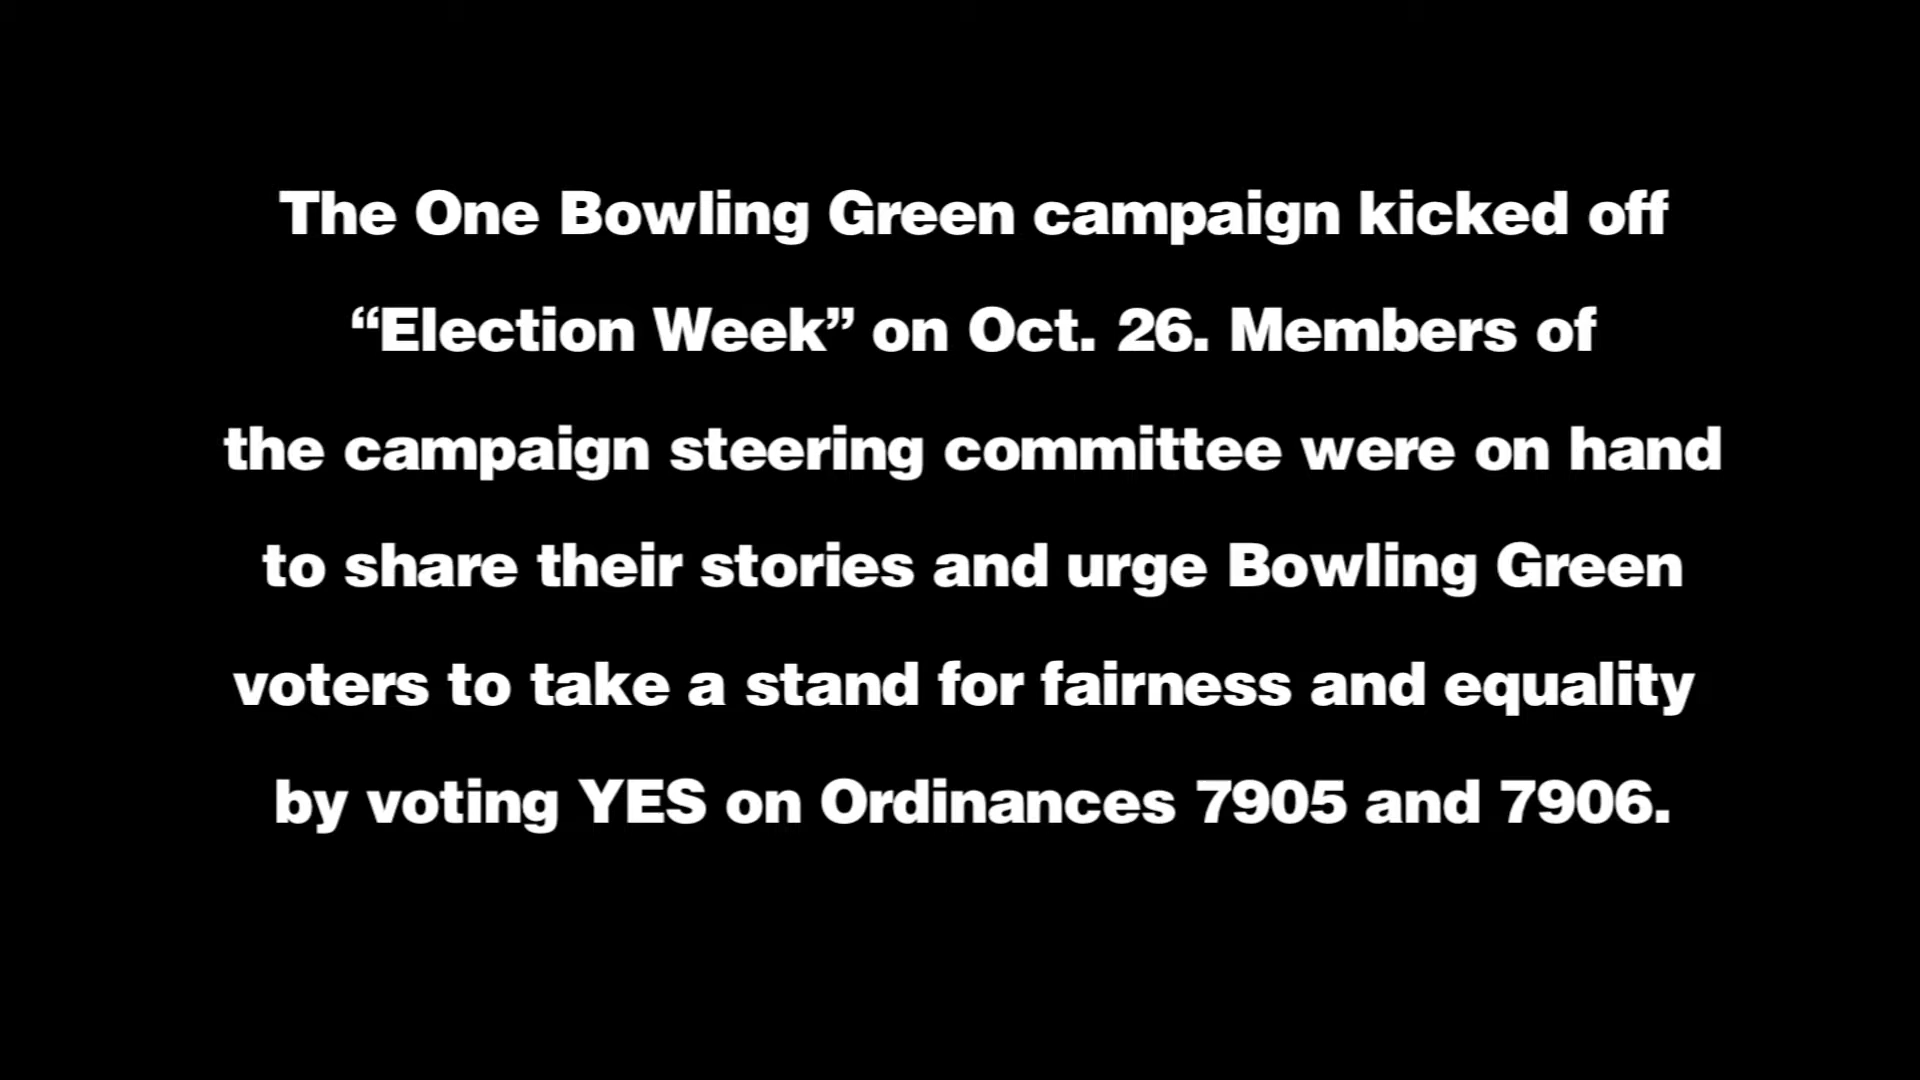 The One Bowling Green campaign kicked off
“Election Week” on Oct. 26. Members of
the campaign steering committee were on hand
to share their stories and urge Bowling Green
voters to take a stand for fairness and equality
by voting YES on Ordinances 7905 and 7906.